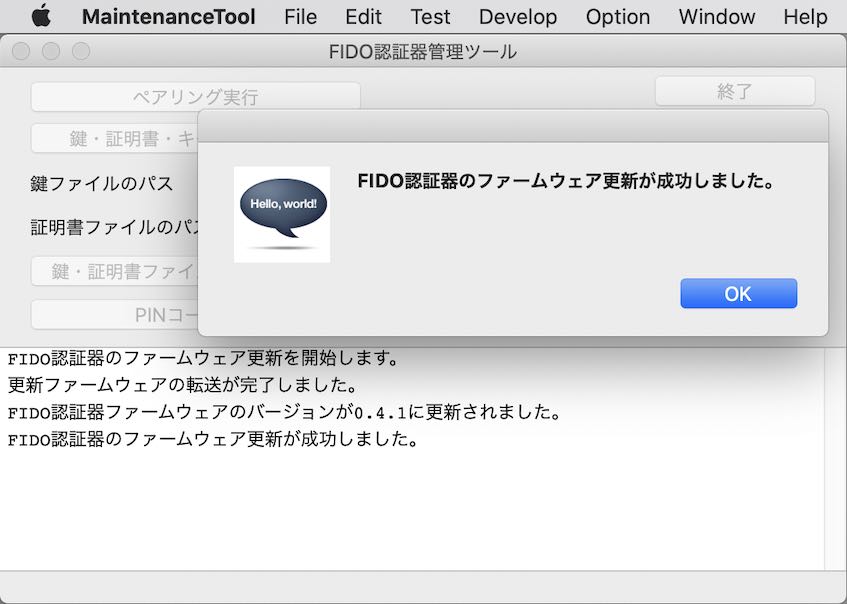 MaintenanceTool File Edit Test Develop Option Window Help
FIDO認証器管理ツール
ペアリング実行
終了
鍵・証明書・キ
鍵ファイルのパス
証明書ファイルのパ
鍵・証明書ファイ
PINコー
Hello, world!
FIDO認証器のファームウェア更新が成功しました。
OK
FIDO認証器のファームウェア更新を開始します。
更新ファームウェアの転送が完了しました。
FIDO認証器ファームウェアのバージョンが0.4.1に更新されました。
FIDO認証器のファームウェア更新が成功しました。